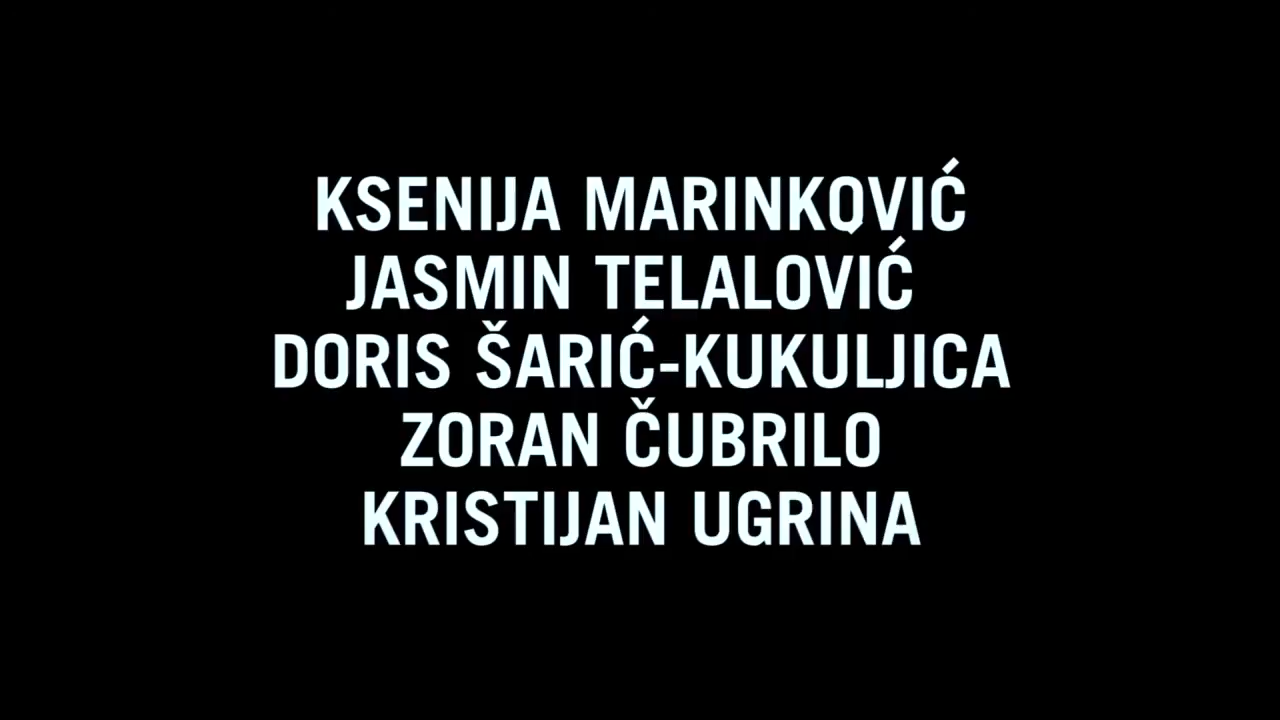 KSENIJA MARINKOVIĆ
JASMIN TELALOVIĆ
DORIS ŠARIĆ-KUKULJICA
ZORAN ČUBRILO
KRISTIJAN UGRINA